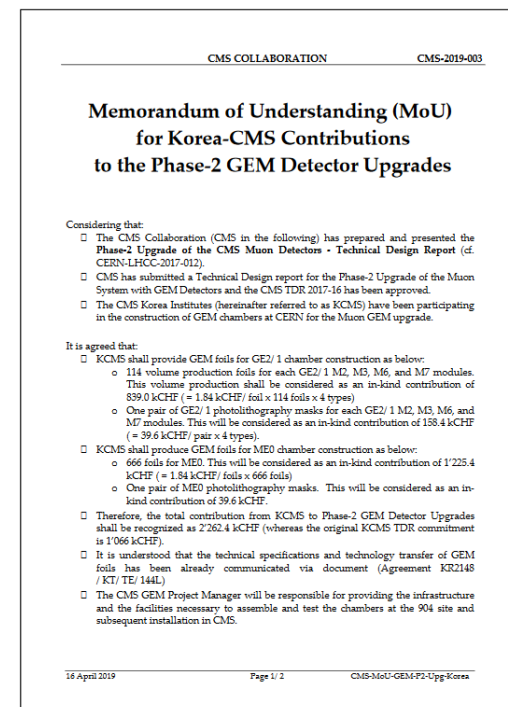 CMS COLLABORATION CMS-2019-003
Memorandum of Understanding (MoU)
for Korea-CMS Contributions
to the Phase-2 GEM Detector Upgrades
Considering that:
□ The CMS Collaboration (CMS in the following) has prepared and presented the
Phase-2 Upgrade of the CMS Muon Detectors - Technical Design Report (cf.
CERN-LHCC-2017-012).
□ CMS has submitted a Technical Design report for the Phase-2 Upgrade of the Muon
System with GEM Detectors and the CMS TDR 2017-16 has been approved.
□ The CMS Korea Institutes (hereinafter referred to as KCMS) have been participating
in the construction of GEM chambers at CERN for the Muon GEM upgrade.
It is agreed that:
□ KCMS shall provide GEM foils for GE2/1 chamber construction as below:
o 114 volume production foils for each GE2/1 M2, M3, M6, and M7 modules.
This volume production shall be considered as an in-kind contribution of
839.0 kCHF (= 1.84 kCHF/foil x 114 foils x 4 types)
o One pair of GE2/1 photolithography masks for each GE2/1 M2, M3, M6, and
M7 modules. This will be considered as an in-kind contribution of 158.4 kCHF
(= 39.6 kCHF/pair x 4 types).
□ KCMS shall produce GEM foils for ME0 chamber construction as below:
o 666 foils for ME0. This will be considered as an in-kind contribution of 1'225.4
kCHF (= 1.84 kCHF/foils x 666 foils)
o One pair of ME0 photolithography masks. This will be considered as an in-
kind contribution of 39.6 kCHF.
□ Therefore, the total contribution from KCMS to Phase-2 GEM Detector Upgrades
shall be recognized as 2'262.4 kCHF (whereas the original KCMS TDR commitment
is 1'066 kCHF).
□ It is understood that the technical specifications and technology transfer of GEM
foils has been already communicated via document (Agreement KR2148
/KT/TE/144L)
□ The CMS GEM Project Manager will be responsible for providing the infrastructure
and the facilities necessary to assemble and test the chambers at the 904 site and
subsequent installation in CMS.
16 April 2019 Page 1/2 CMS-MoU-GEM-P2-Upg-Korea